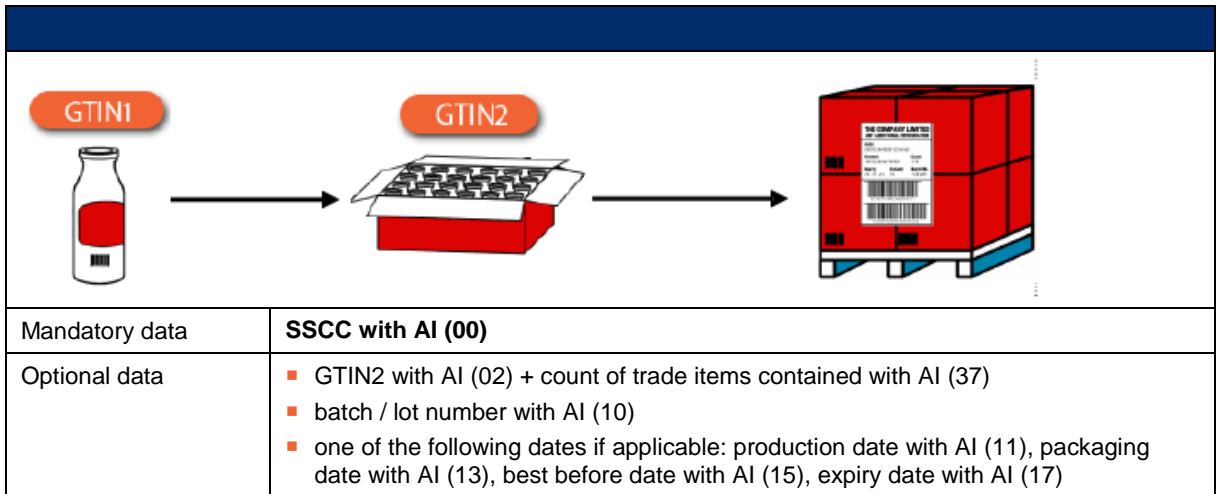 GTIN1
GTIN2
THE COMPANY LIMITED
Mandatory data
SSCC with AI (00)
Optional data
▪ GTIN2 with AI (02) + count of trade items contained with AI (37)
▪ batch / lot number with AI (10)
▪ one of the following dates if applicable: production date with AI (11), packaging
date with AI (13), best before date with AI (15), expiry date with AI (17)